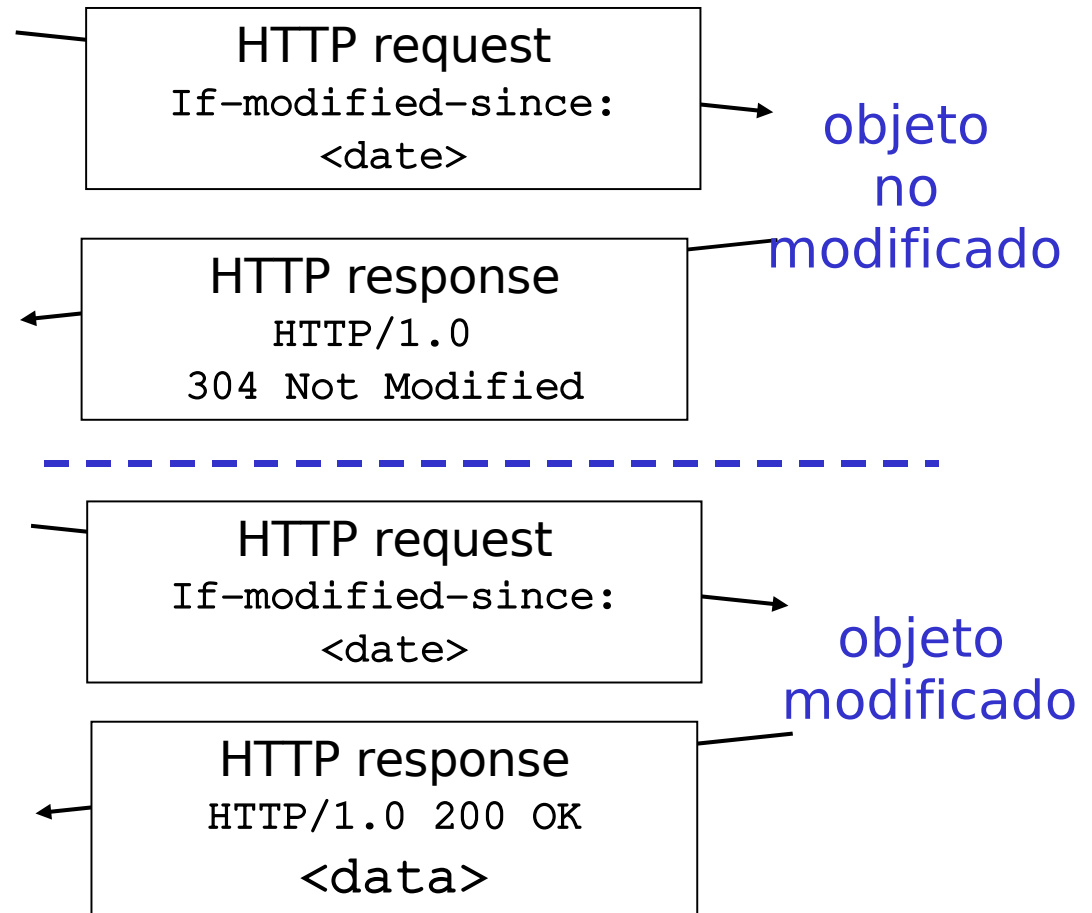 HTTP request
If-modified-since:
<date>
objeto
no
modificado
HTTP response
HTTP/1.0
304 Not Modified
HTTP request
If-modified-since:
<date>
objeto
modificado
HTTP response
HTTP/1.0 200 OK
<data>